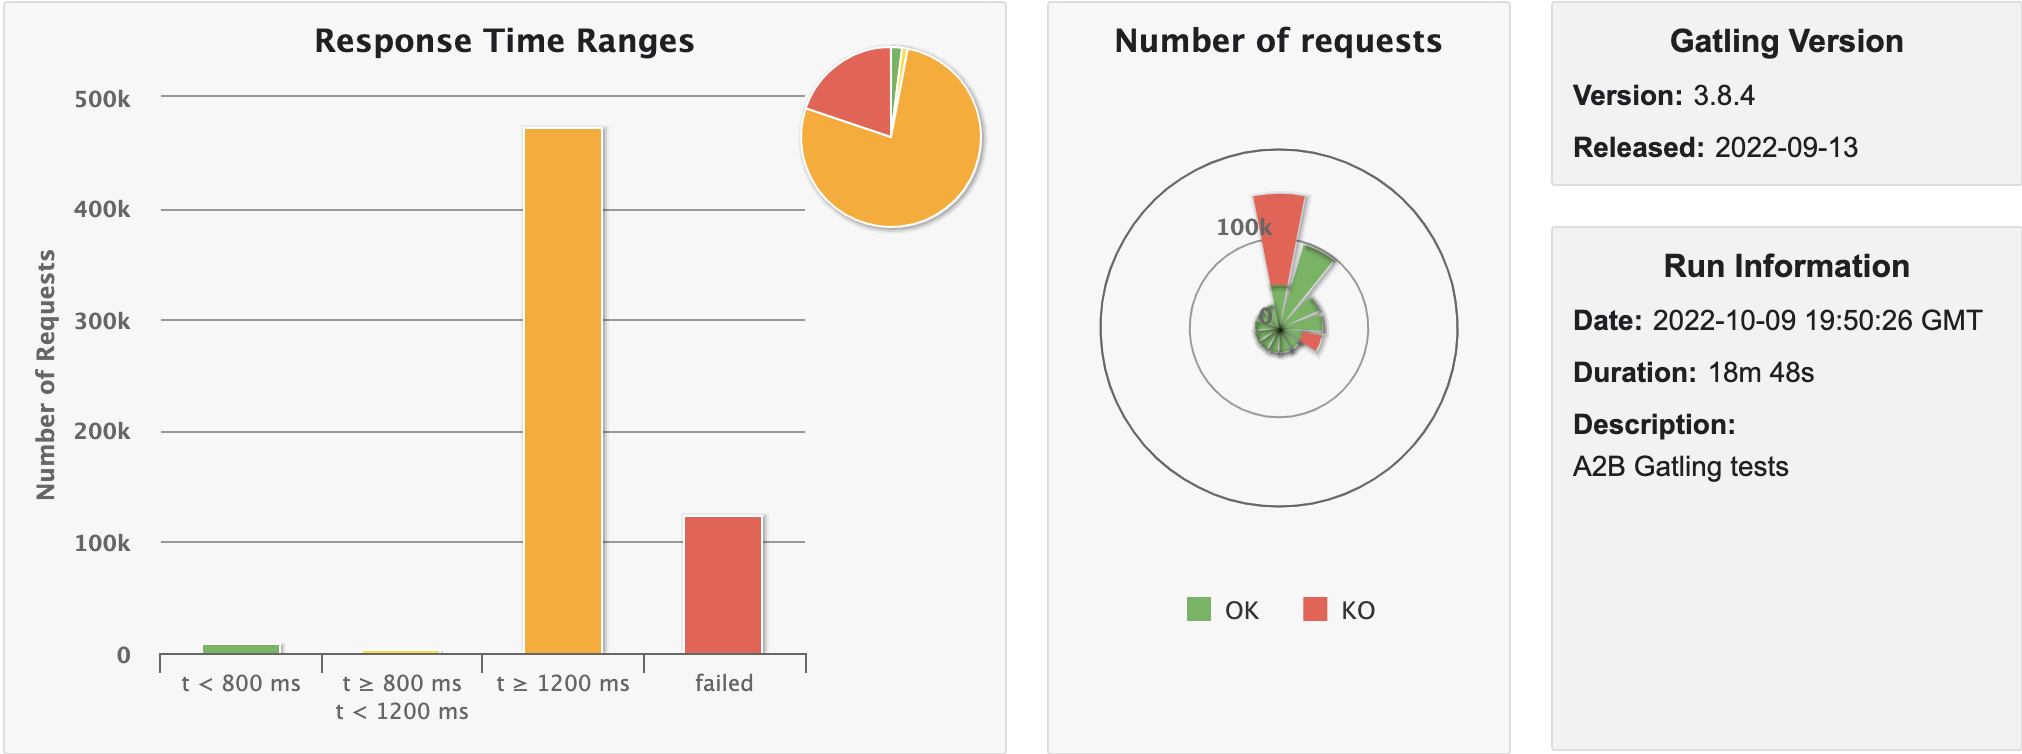 Response Time Ranges
Number of Requests
500k
400k
300k
200k
100k
0
t < 800 ms
t ≥ 800 ms
t < 1200 ms
t ≥ 1200 ms
failed
Number of requests
100k
0
OK
KO
Gatling Version
Version: 3.8.4
Released: 2022-09-13
Run Information
Date: 2022-10-09 19:50:26 GMT
Duration: 18m 48s
Description:
A2B Gatling tests